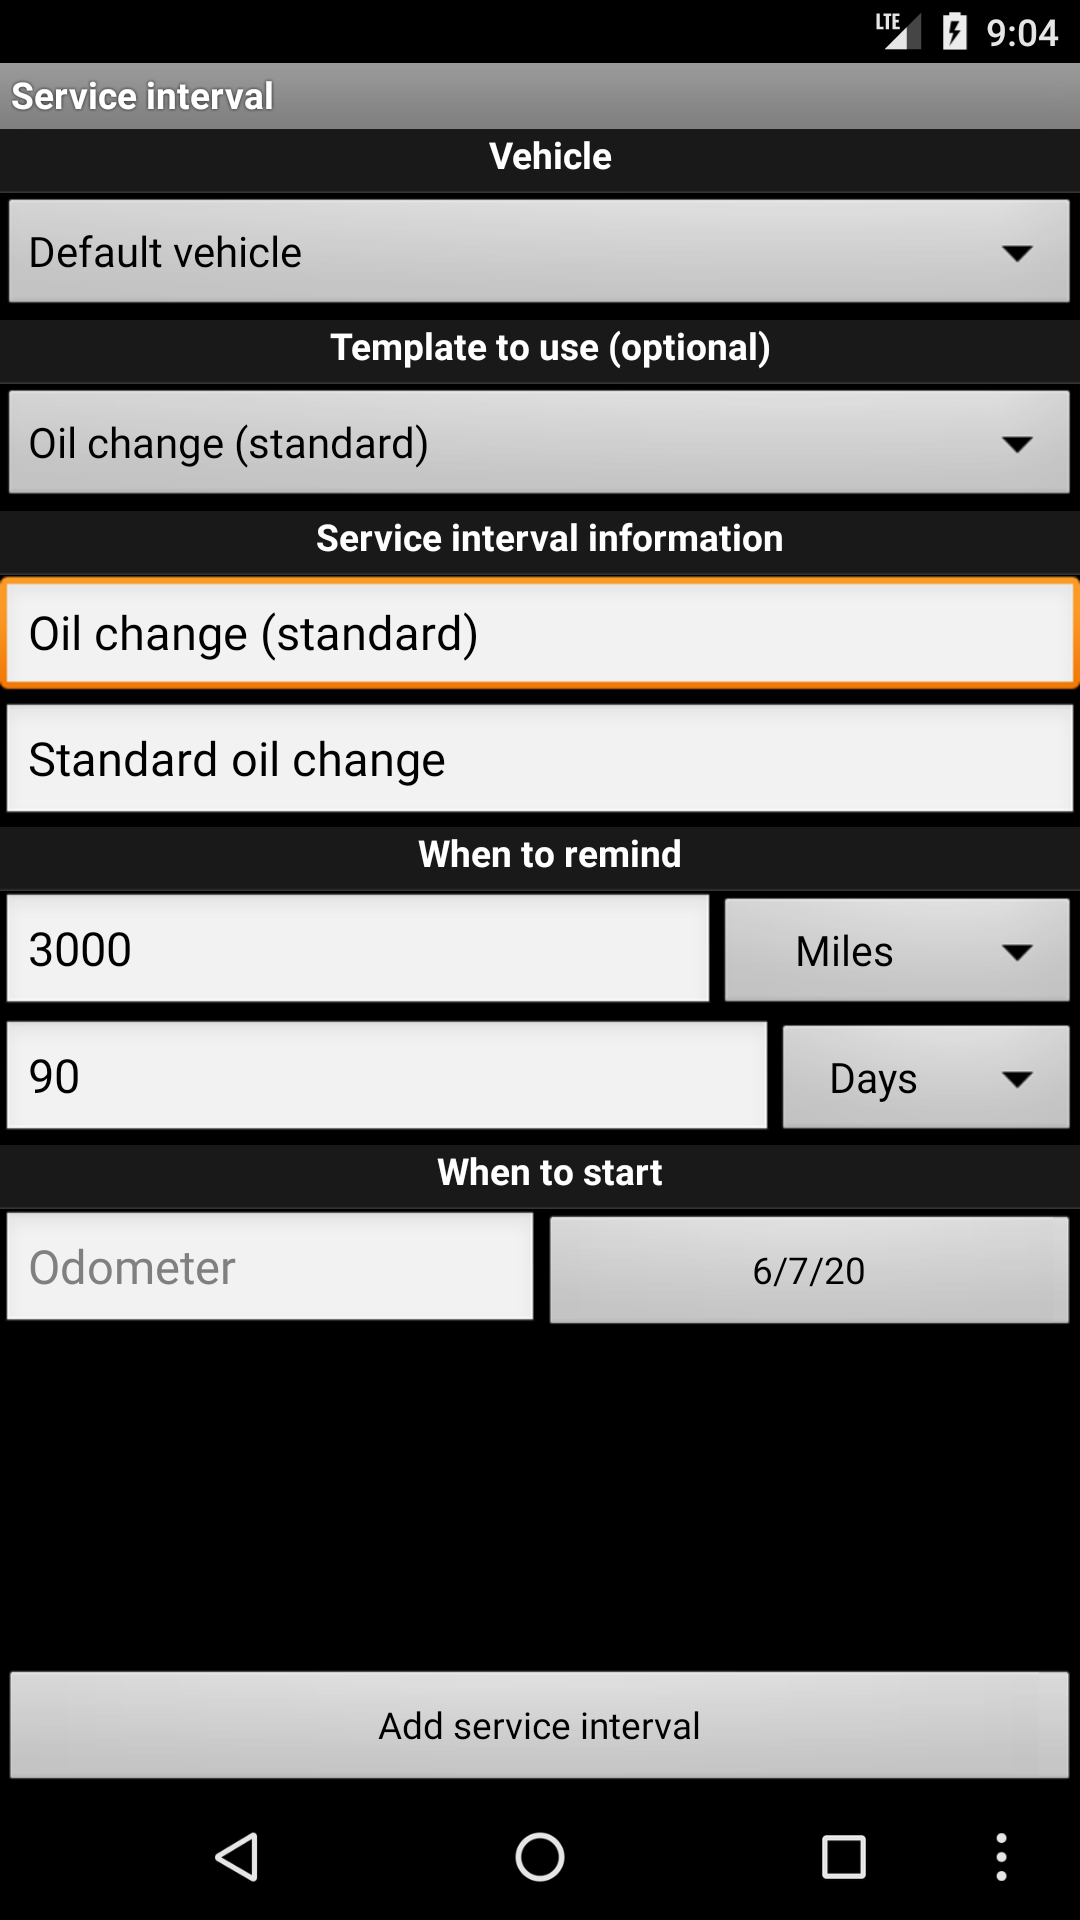 LTE 9:04
Service interval
Vehicle
Default vehicle
Template to use (optional)
Oil change (standard)
Service interval information
Oil change (standard)
Standard oil change
When to remind
3000 Miles
90 Days
When to start
Odometer 6/7/20
Add service interval